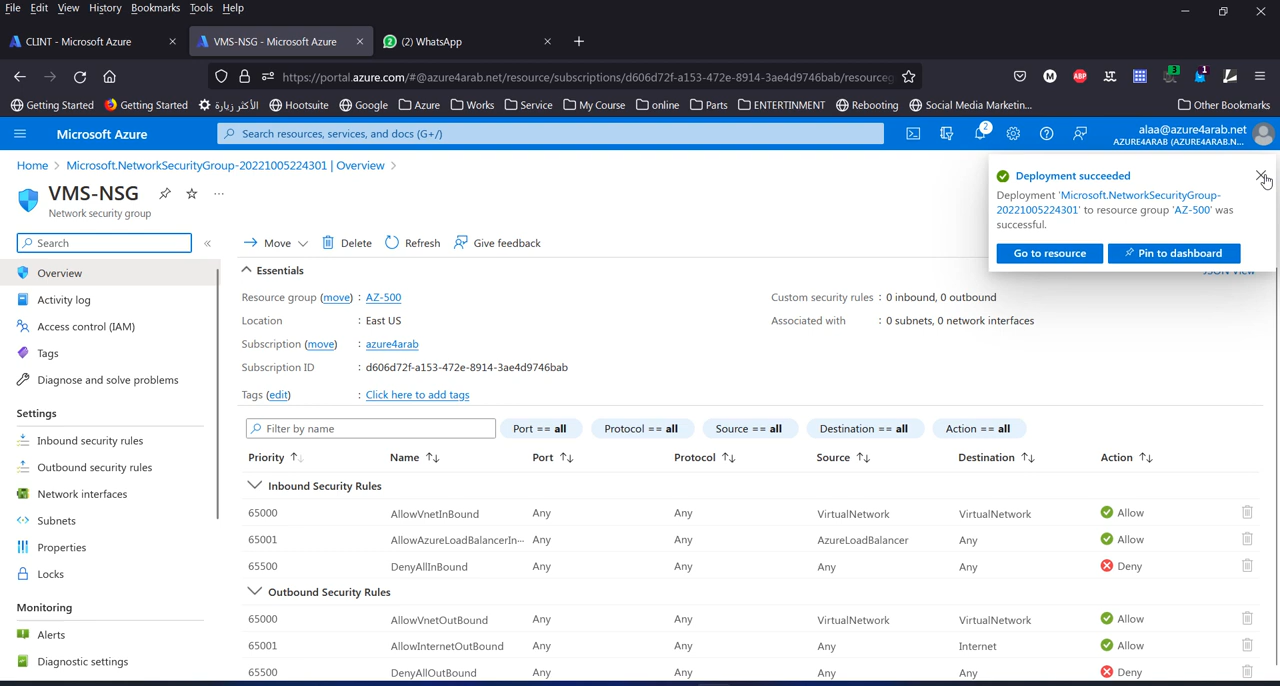 File Edit View History Bookmarks Tools Help
CLINT - Microsoft Azure
VMS-NSG - Microsoft Azure
(2) WhatsApp
https://portal.azure.com/#@azure4arab.net/resource/subscriptions/d606d72f-a153-472e-8914-3ae4d9746bab/resourceg
M
ABP
3
1
Getting Started
Getting Started
الأكثر زيارة
Hootsuite
Google
Azure
Works
Service
My Course
online
Parts
ENTERTINMENT
Rebooting
Social Media Marketin...
Other Bookmarks
Microsoft Azure
Search resources, services, and docs (G+/)
2
alaa@azure4arab.net
AZURE4ARAB (AZURE4ARAB.N...
Home > Microsoft.NetworkSecurityGroup-20221005224301 | Overview >
VMS-NSG
Network security group
Deployment succeeded
Deployment 'Microsoft.NetworkSecurityGroup-
20221005224301' to resource group 'AZ-500' was
successful.
Go to resource
Pin to dashboard
JSON View
Search
Overview
Activity log
Access control (IAM)
Tags
Diagnose and solve problems
Settings
Inbound security rules
Outbound security rules
Network interfaces
Subnets
Properties
Locks
Monitoring
Alerts
Diagnostic settings
Move
Delete
Refresh
Give feedback
Essentials
Resource group (move) : AZ-500
Location : East US
Subscription (move) : azure4arab
Subscription ID : d606d72f-a153-472e-8914-3ae4d9746bab
Tags (edit) : Click here to add tags
Custom security rules : 0 inbound, 0 outbound
Associated with : 0 subnets, 0 network interfaces
Filter by name
Port == all
Protocol == all
Source == all
Destination == all
Action == all
Priority Name Port Protocol Source Destination Action
Inbound Security Rules
65000 AllowVnetInBound Any Any VirtualNetwork VirtualNetwork Allow
65001 AllowAzureLoadBalancerIn··· Any Any AzureLoadBalancer Any Allow
65500 DenyAllInBound Any Any Any Any Deny
Outbound Security Rules
65000 AllowVnetOutBound Any Any VirtualNetwork VirtualNetwork Allow
65001 AllowInternetOutBound Any Any Any Internet Allow
65500 DenyAllOutBound Any Any Any Any Deny